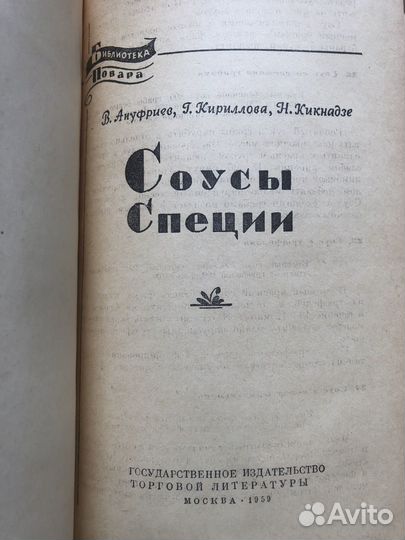 Библиотека
Повара
В. Ануфриев, Г. Кириллова, Н. Кикнадзе
Соусы
Специи
ГОСУДАРСТВЕННОЕ ИЗДАТЕЛЬСТВО
ТОРГОВОЙ ЛИТЕРАТУРЫ
МОСКВА · 1959
Avito